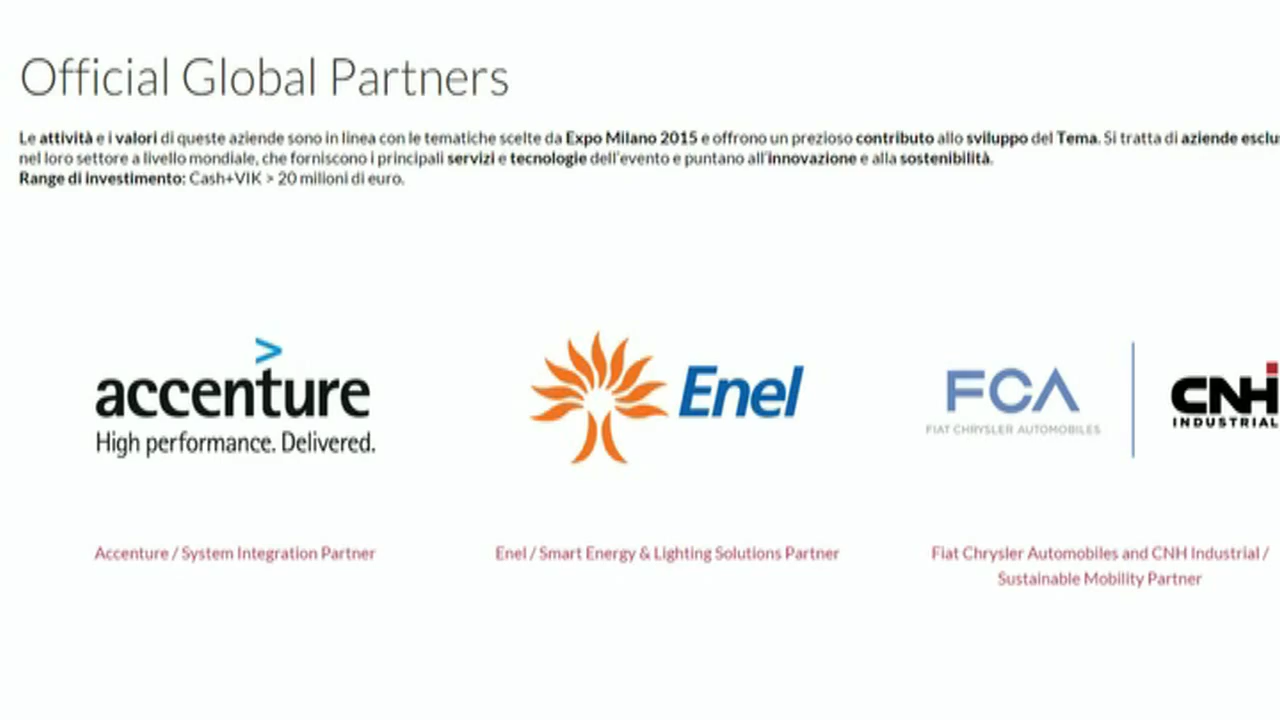 Official Global Partners
Le attività e i valori di queste aziende sono in linea con le tematiche scelte da Expo Milano 2015 e offrono un prezioso contributo allo sviluppo del Tema. Si tratta di aziende
nel loro settore a livello mondiale, che forniscono i principali servizi e tecnologie dell'evento e puntano all'innovazione e alla sostenibilità.
Range di investimento: Cash+VIK > 20 milioni di euro.
accenture
High performance. Delivered.
Enel
FCA
FIAT CHRYSLER AUTOMOBILES
CNH
INDUSTRIAL
Accenture / System Integration Partner
Enel / Smart Energy & Lighting Solutions Partner
Fiat Chrysler Automobiles and CNH Industrial /
Sustainable Mobility Partner